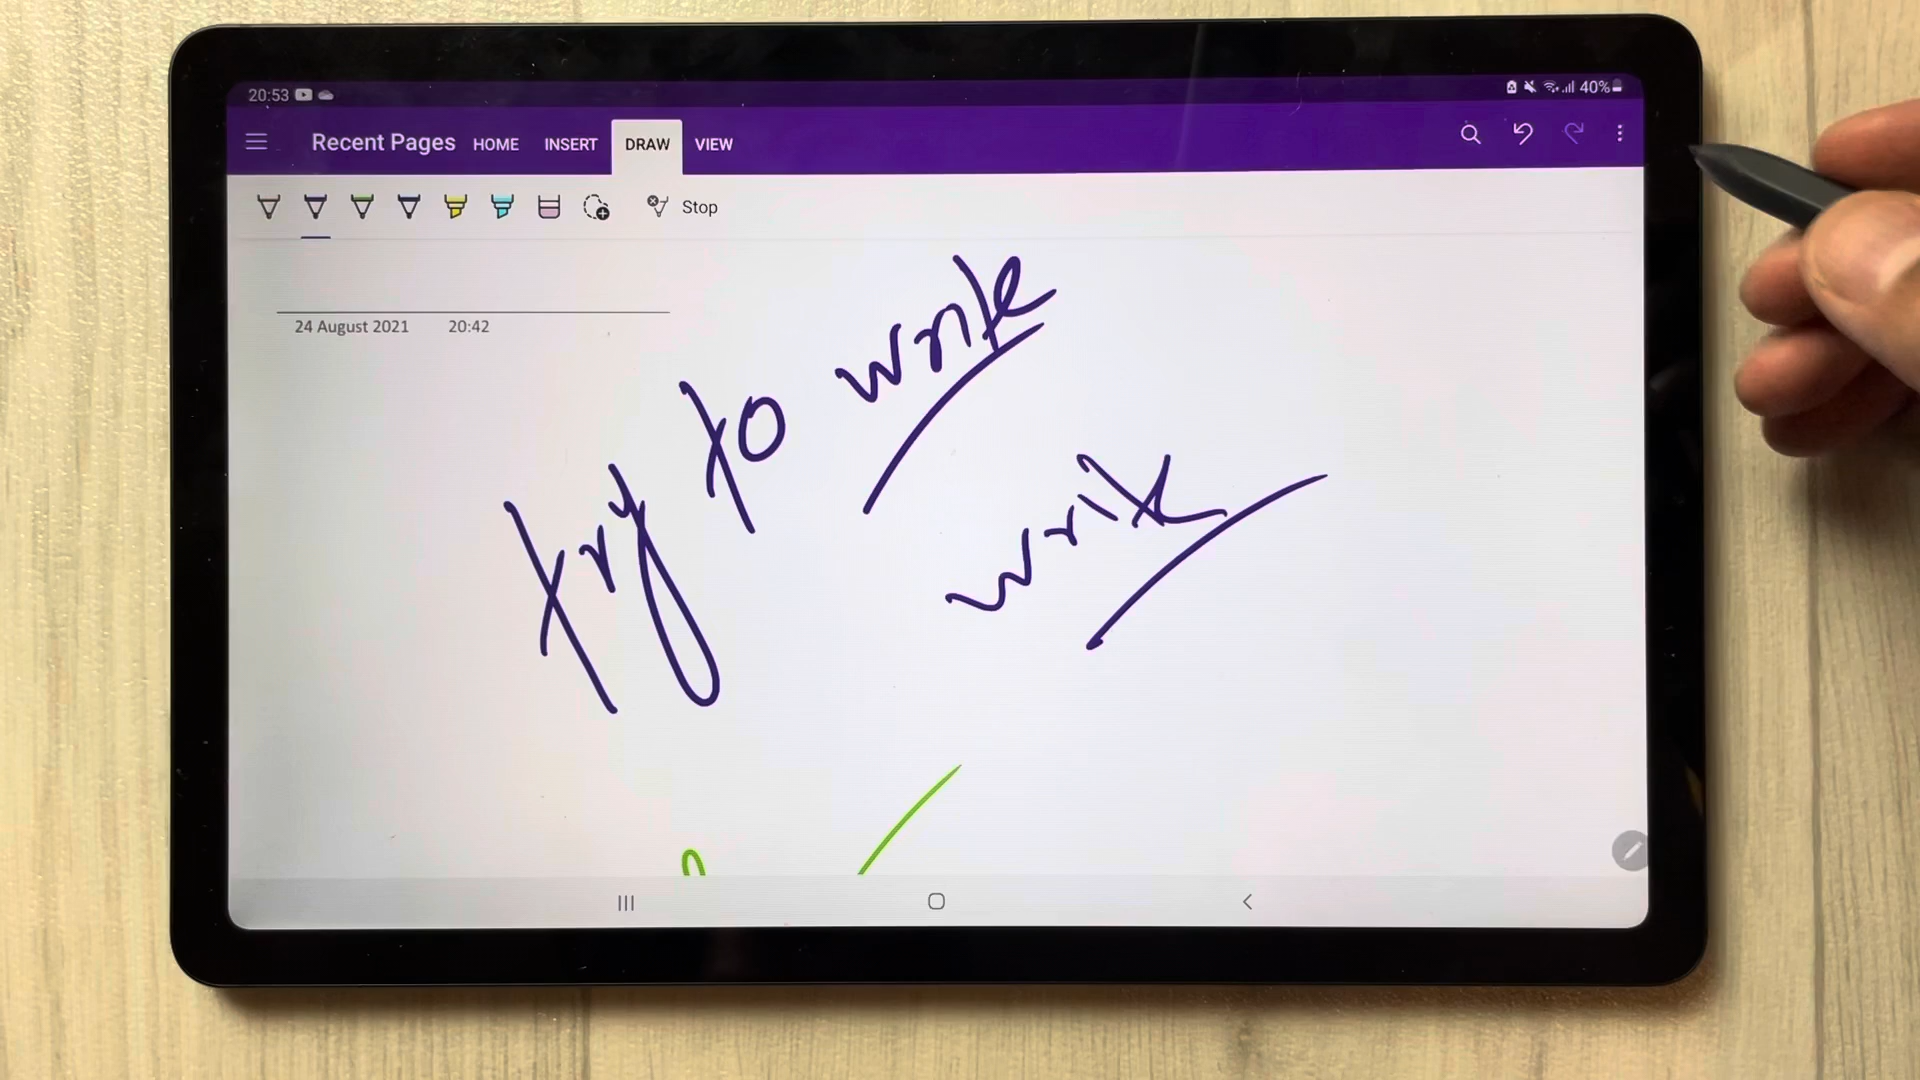 20:53 40%
Recent Pages HOME INSERT DRAW VIEW
Stop
24 August 2021 20:42
try to write
write